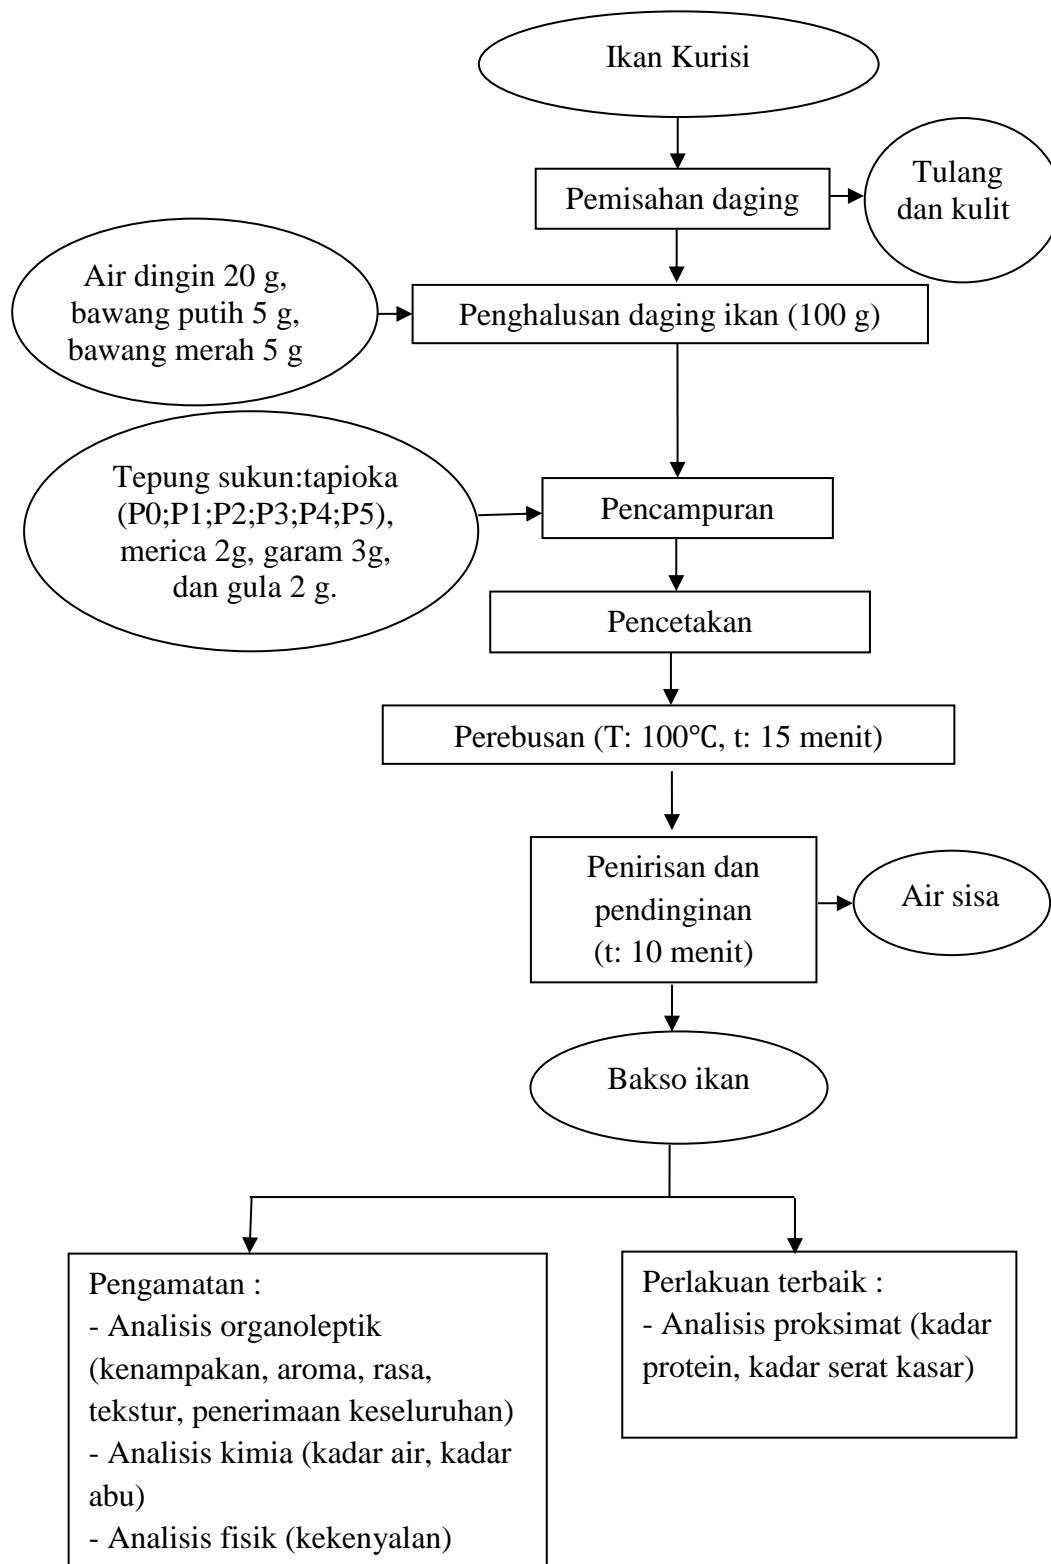 Ikan Kurisi
Pemisahan daging
Tulang
dan kulit
Air dingin 20 g,
bawang putih 5 g,
bawang merah 5 g
Penghalusan daging ikan (100 g)
Tepung sukun:tapioka
(P0;P1;P2;P3;P4;P5),
merica 2g, garam 3g,
dan gula 2 g.
Pencampuran
Pencetakan
Perebusan (T: 100℃, t: 15 menit)
Penirisan dan
pendinginan
(t: 10 menit)
Air sisa
Bakso ikan
Pengamatan :
- Analisis organoleptik
(kenampakan, aroma, rasa,
tekstur, penerimaan keseluruhan)
- Analisis kimia (kadar air, kadar
abu)
- Analisis fisik (kekenyalan)
Perlakuan terbaik :
- Analisis proksimat (kadar
protein, kadar serat kasar)